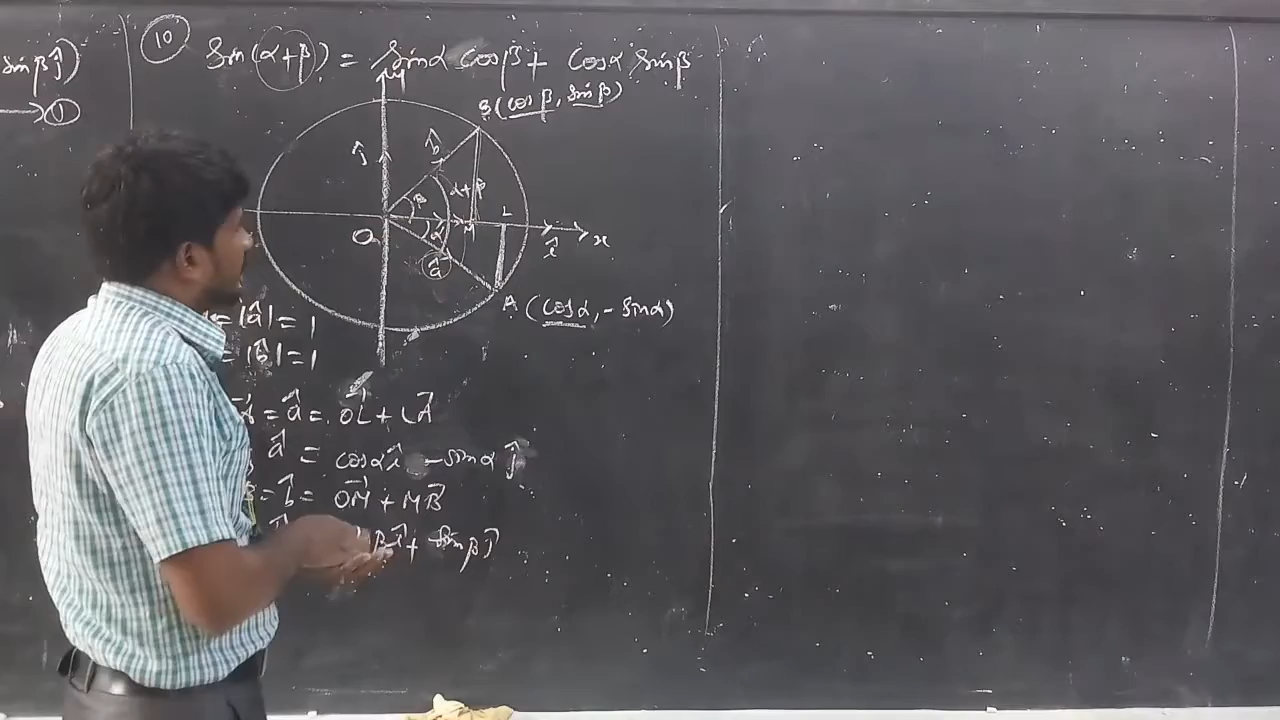 sinβĵ)
→①
⑩ Sin(α+β) = Sinα cosβ + cosα Sinβ
y
B(cosβ, Sinβ)
ĵ
b̂
β
α+β
L
O
α
M
î
x
â
A (cosα, -Sinα)
= |â| = 1
= |b̂| = 1
= â = OL⃗ + LA⃗
â = cosα î - sinα ĵ
= b̂ = OM⃗ + MB⃗
β î + Sinβ ĵ